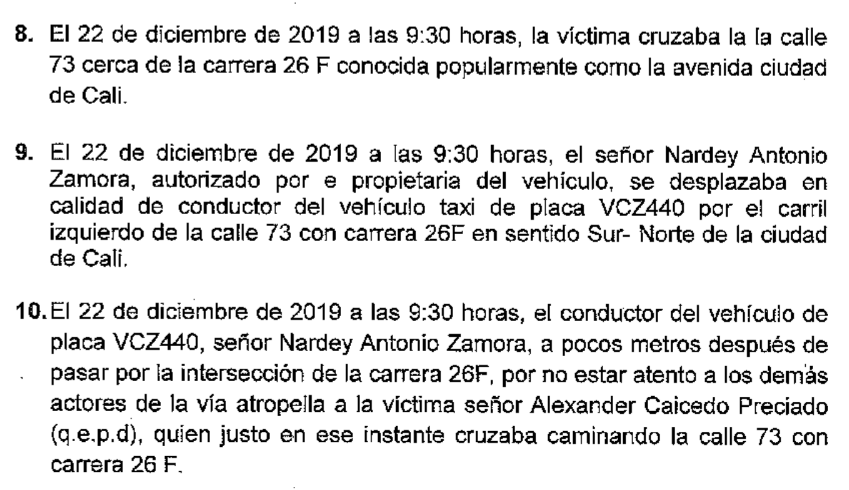 8. El 22 de diciembre de 2019 a las 9:30 horas, la víctima cruzaba la la calle
73 cerca de la carrera 26 F conocida popularmente como la avenida ciudad
de Cali.
9. El 22 de diciembre de 2019 a las 9:30 horas, el señor Nardey Antonio
Zamora, autorizado por e propietaria del vehículo, se desplazaba en
calidad de conductor del vehículo taxi de placa VCZ440 por el carril
izquierdo de la calle 73 con carrera 26F en sentido Sur- Norte de la ciudad
de Cali.
10. El 22 de diciembre de 2019 a las 9:30 horas, el conductor del vehículo de
placa VCZ440, señor Nardey Antonio Zamora, a pocos metros después de
pasar por la intersección de la carrera 26F, por no estar atento a los demás
actores de la vía atropella a la victima señor Alexander Caicedo Preciado
(q.e.p.d), quien justo en ese instante cruzaba caminando la calle 73 con
carrera 26 F.